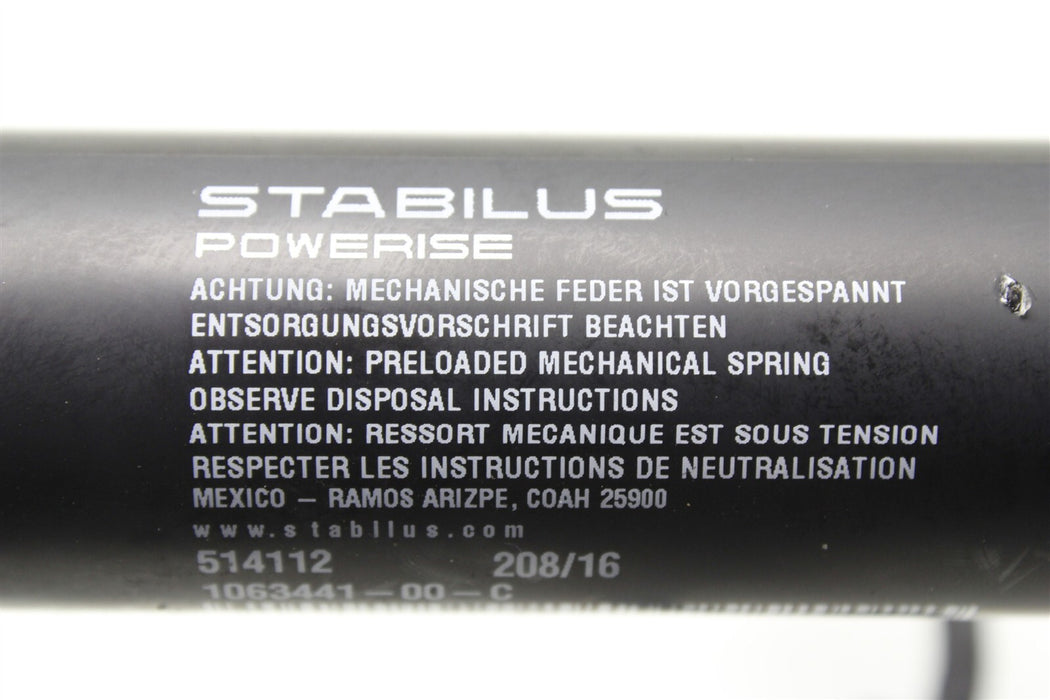 STABILUS
POWERISE
ACHTUNG: MECHANISCHE FEDER IST VORGESPANNT
ENTSORGUNGSVORSCHRIFT BEACHTEN
ATTENTION: PRELOADED MECHANICAL SPRING
OBSERVE DISPOSAL INSTRUCTIONS
ATTENTION: RESSORT MECANIQUE EST SOUS TENSION
RESPECTER LES INSTRUCTIONS DE NEUTRALISATION
MEXICO – RAMOS ARIZPE, COAH 25900
www.stabilus.com
514112 208/16
1063441-00-C